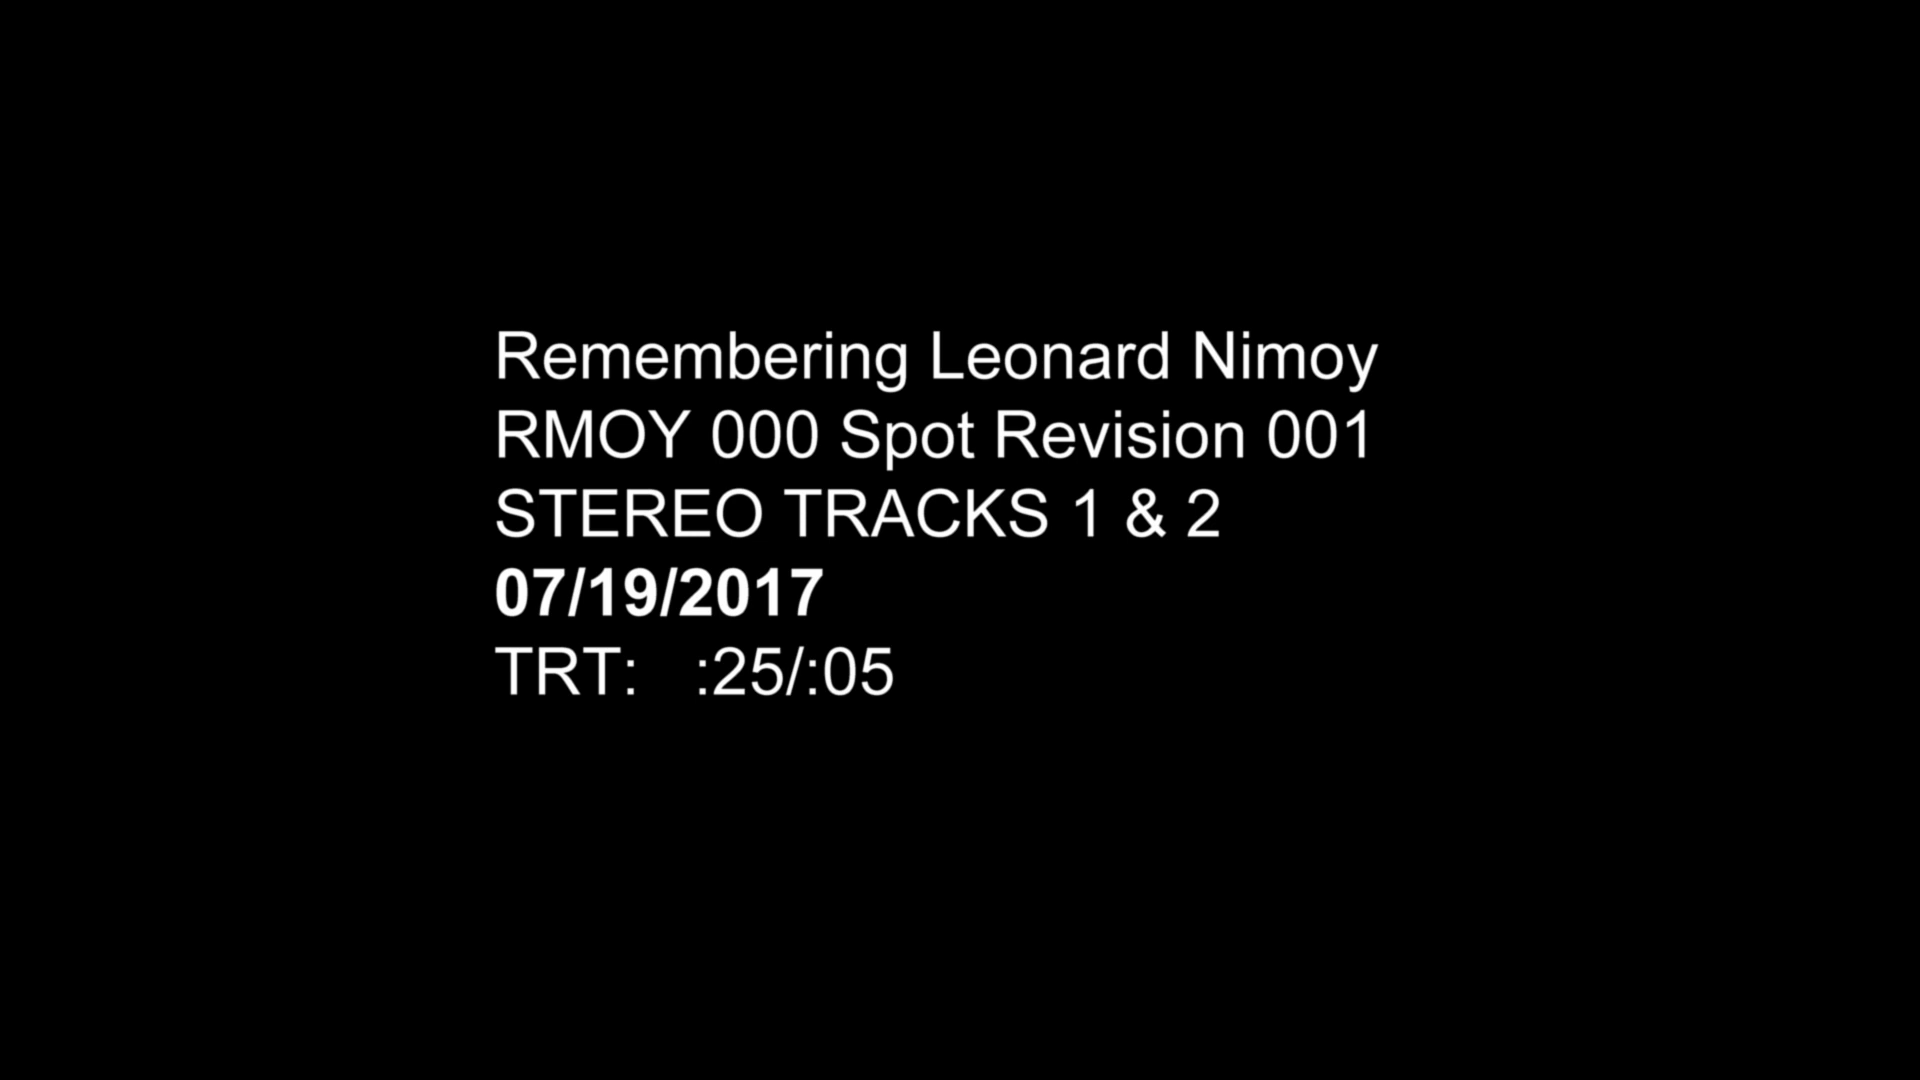 Remembering Leonard Nimoy
RMOY 000 Spot Revision 001
STEREO TRACKS 1 & 2
07/19/2017
TRT:   :25/:05